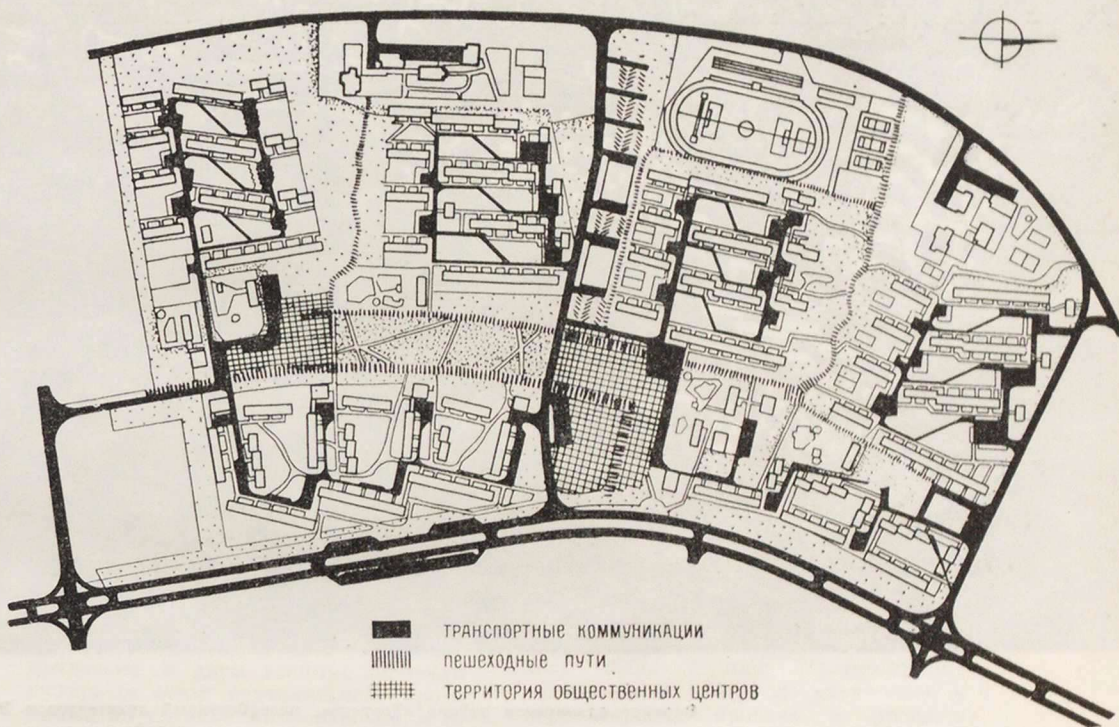 ТРАНСПОРТНЫЕ КОММУНИКАЦИИ
ПЕШЕХОДНЫЕ ПУТИ
ТЕРРИТОРИЯ ОБЩЕСТВЕННЫХ ЦЕНТРОВ